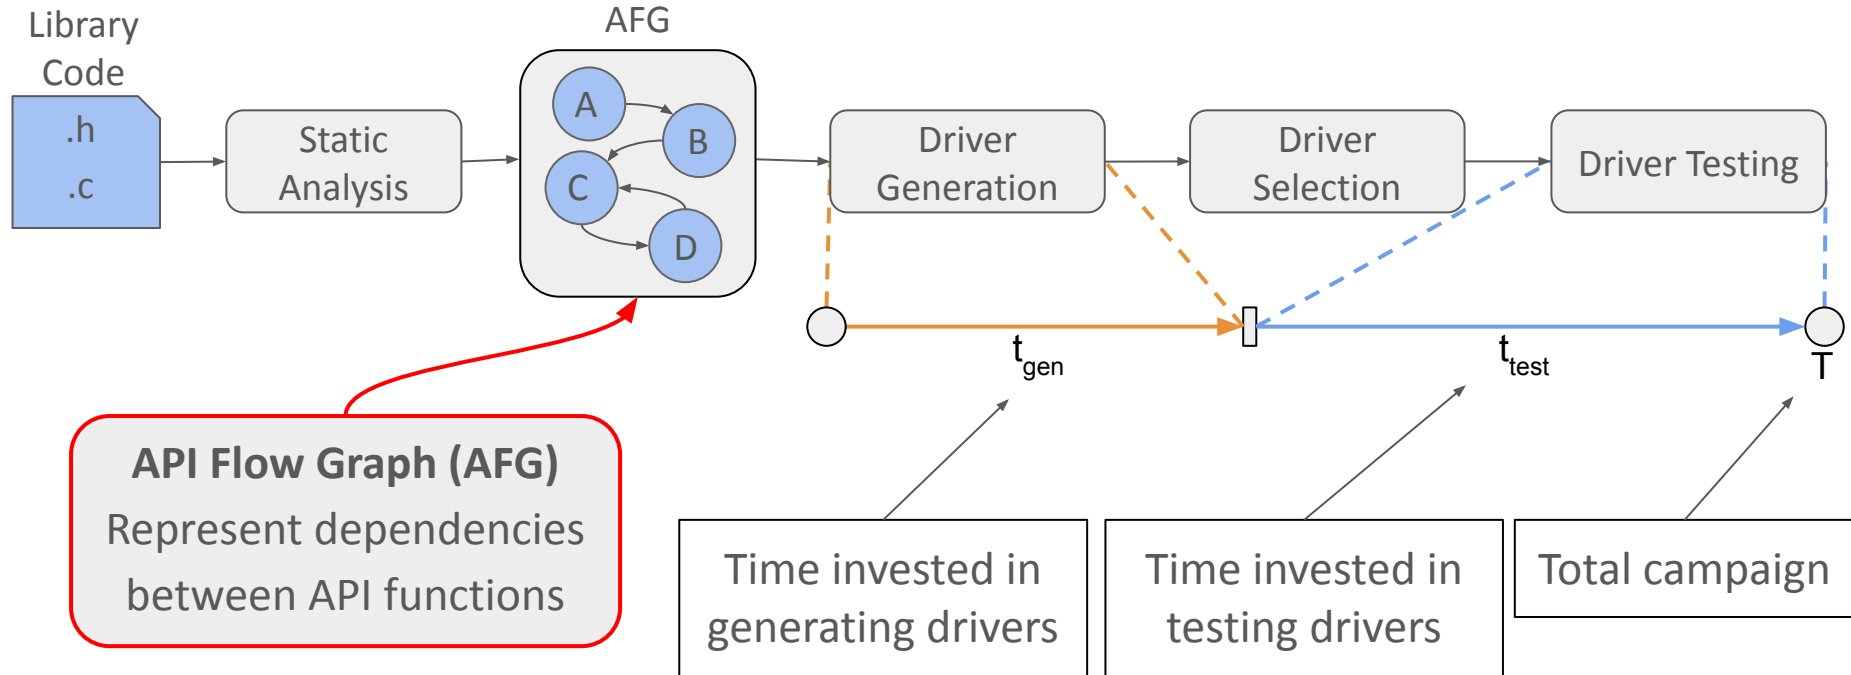 Library
Code
.h
.c
Static
Analysis
AFG
A
B
C
D
Driver
Generation
Driver
Selection
Driver Testing
t_gen
t_test
T
API Flow Graph (AFG)
Represent dependencies
between API functions
Time invested in
generating drivers
Time invested in
testing drivers
Total campaign